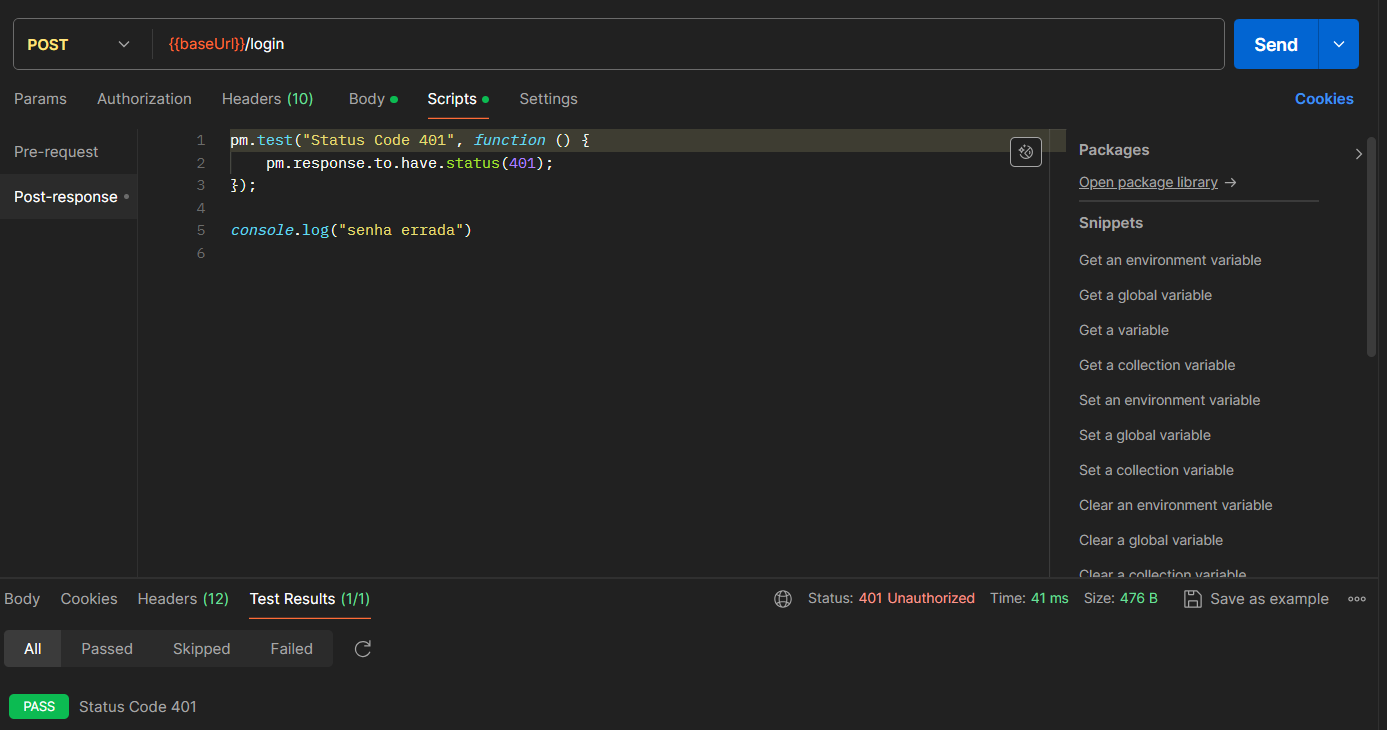 POST {{baseUrl}}/login Send
Params Authorization Headers (10) Body Scripts Settings Cookies
Pre-request
Post-response
1 pm.test("Status Code 401", function () {
2 pm.response.to.have.status(401);
3 });
4
5 console.log("senha errada")
6
Packages
Open package library →
Snippets
Get an environment variable
Get a global variable
Get a variable
Get a collection variable
Set an environment variable
Set a global variable
Set a collection variable
Clear an environment variable
Clear a global variable
Clear a collection variable
Body Cookies Headers (12) Test Results (1/1) Status: 401 Unauthorized Time: 41 ms Size: 476 B Save as example
All Passed Skipped Failed
PASS Status Code 401